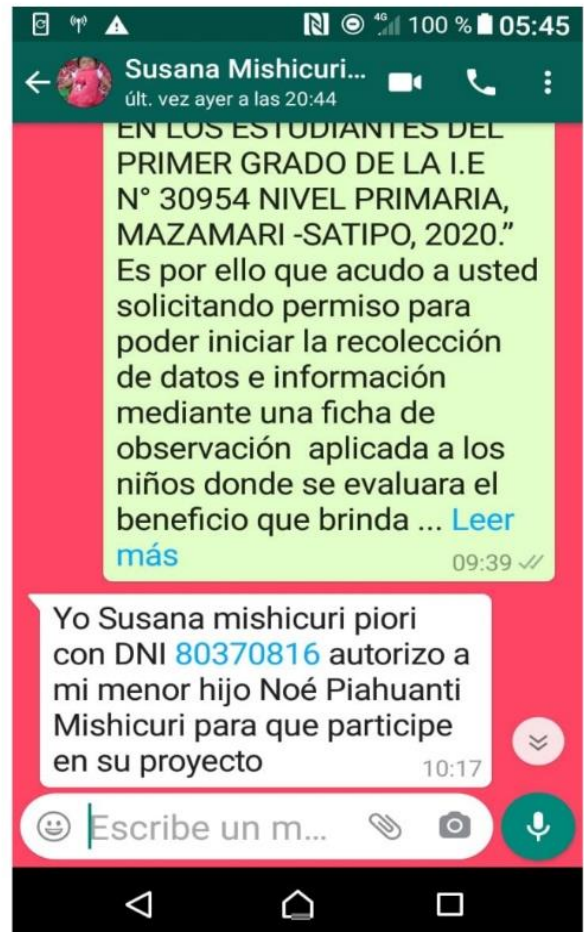 100 % 05:45
Susana Mishicuri...
últ. vez ayer a las 20:44
EN LOS ESTUDIANTES DEL
PRIMER GRADO DE LA I.E
N° 30954 NIVEL PRIMARIA,
MAZAMARI -SATIPO, 2020.”
Es por ello que acudo a usted
solicitando permiso para
poder iniciar la recolección
de datos e información
mediante una ficha de
observación aplicada a los
niños donde se evaluara el
beneficio que brinda ... Leer
más 09:39
Yo Susana mishicuri piori
con DNI 80370816 autorizo a
mi menor hijo Noé Piahuanti
Mishicuri para que participe
en su proyecto 10:17
Escribe un m...